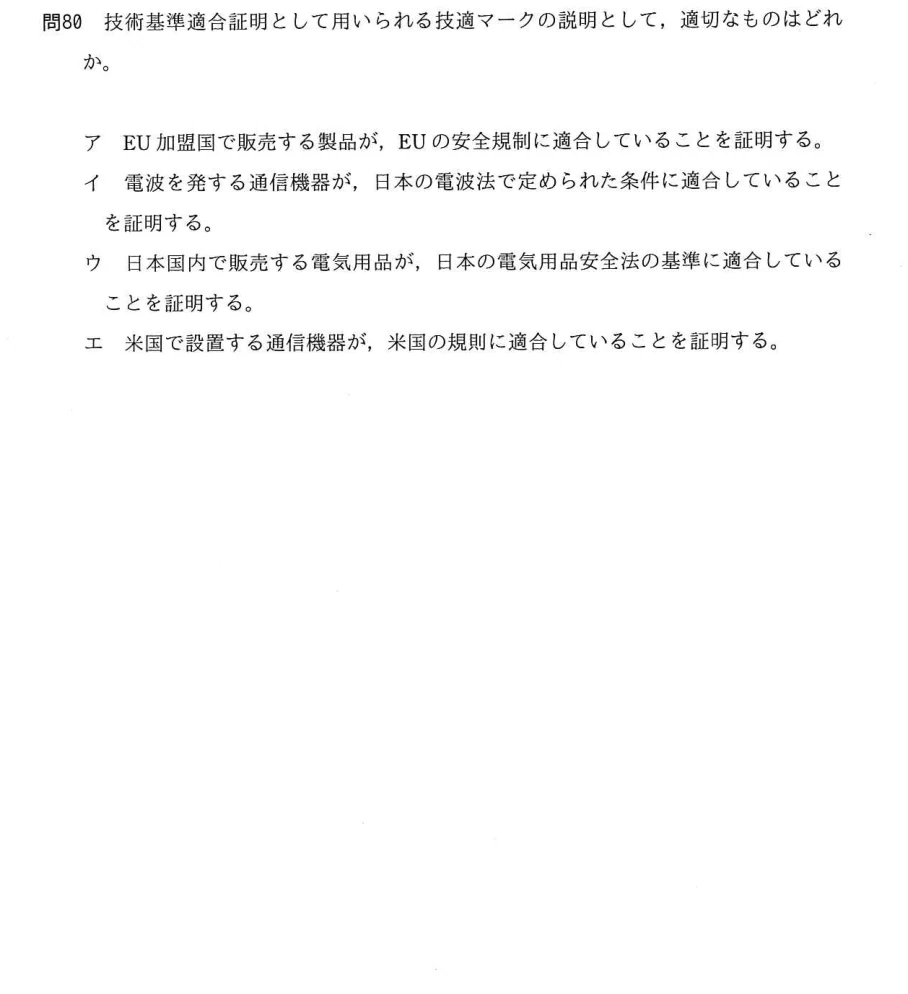 問80　技術基準適合証明として用いられる技適マークの説明として，適切なものはどれ
か。
ア　EU加盟国で販売する製品が，EUの安全規制に適合していることを証明する。
イ　電波を発する通信機器が，日本の電波法で定められた条件に適合していること
を証明する。
ウ　日本国内で販売する電気用品が，日本の電気用品安全法の基準に適合している
ことを証明する。
エ　米国で設置する通信機器が，米国の規則に適合していることを証明する。